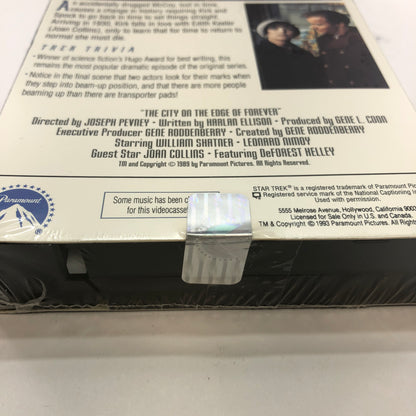 An accidentally drugged McCoy, lost in time,
causes a change in history requiring Kirk and
Spock to go back in time to set things straight.
Arriving in 1930, Kirk falls in love with Edith Keeler
(Joan Collins), only to learn that for time to return
to normal she must die.
TREK TRIVIA
• Winner of science fiction's Hugo Award for best writing, this
remains the most popular dramatic episode of the original series.
• Notice in the final scene that two actors look for their marks when
they step into beam-up position, and that there are more people
beaming up than there are transporter pads!
"THE CITY ON THE EDGE OF FOREVER"
Directed by JOSEPH PEVNEY • Written by HARLAN ELLISON • Produced by GENE L. COON
Executive Producer GENE RODDENBERRY • Created by GENE RODDENBERRY
Starring WILLIAM SHATNER • LEONARD NIMOY
Guest Star JOAN COLLINS • Featuring DeFOREST KELLEY
TM and Copyright © 1989 by Paramount Pictures. All Rights Reserved.
Paramount
Some music has been
for this videocasse
STAR TREK® is a registered trademark of Paramount Pic
Registered service mark of the National Captioning I
Used with permission.
5555 Melrose Avenue, Hollywood, California 9003
Licensed for Sale Only in U.S. and Canada.
TM & Copyright © 1993 Paramount Pictures. All Righ